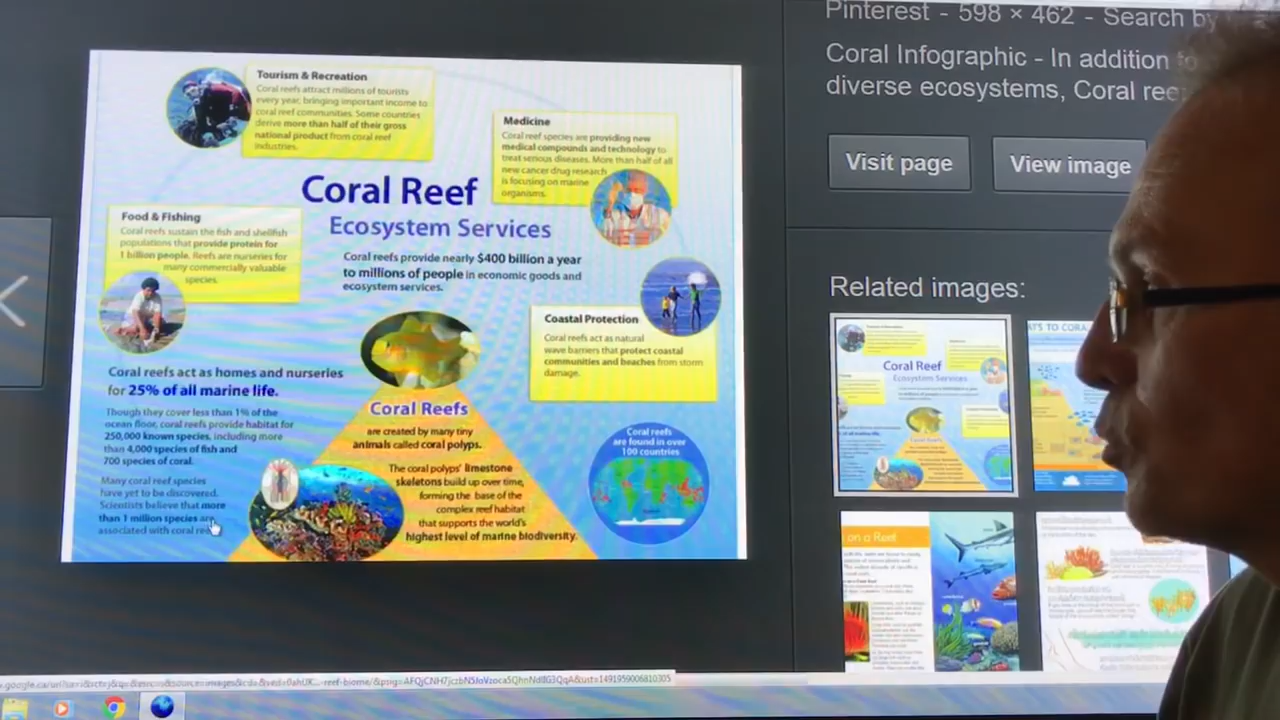 Pinterest - 598 × 462 - Search by
Coral Infographic - In addition to
diverse ecosystems, Coral ree
Visit page
View image
Related images:
Tourism & Recreation
Coral reefs attract millions of tourists
every year, bringing important income to
coral reef communities. Some countries
derive more than half of their gross
national product from coral reef
industries.
Medicine
Coral reef species are providing new
medical compounds and technology to
treat serious diseases. More than half of all
new cancer drug research
is focusing on marine
organisms.
Coral Reef
Ecosystem Services
Coral reefs provide nearly $400 billion a year
to millions of people in economic goods and
ecosystem services.
Food & Fishing
Coral reefs sustain the fish and shellfish
populations that provide protein for
1 billion people. Reefs are nurseries for
many commercially valuable
species.
Coastal Protection
Coral reefs act as natural
wave barriers that protect coastal
communities and beaches from storm
damage.
Coral reefs act as homes and nurseries
for 25% of all marine life.
Though they cover less than 1% of the
ocean floor, coral reefs provide habitat for
250,000 known species, including more
than 4,000 species of fish and
700 species of coral.
Many coral reef species
have yet to be discovered.
Scientists believe that more
than 1 million species are
associated with coral ree
Coral Reefs
are created by many tiny
animals called coral polyps.
The coral polyps' limestone
skeletons build up over time,
forming the base of the
complex reef habitat
that supports the world's
highest level of marine biodiversity.
Coral reefs
are found in over
100 countries
Coral Reef
Ecosystem Services
Coral Reefs
on a Reef